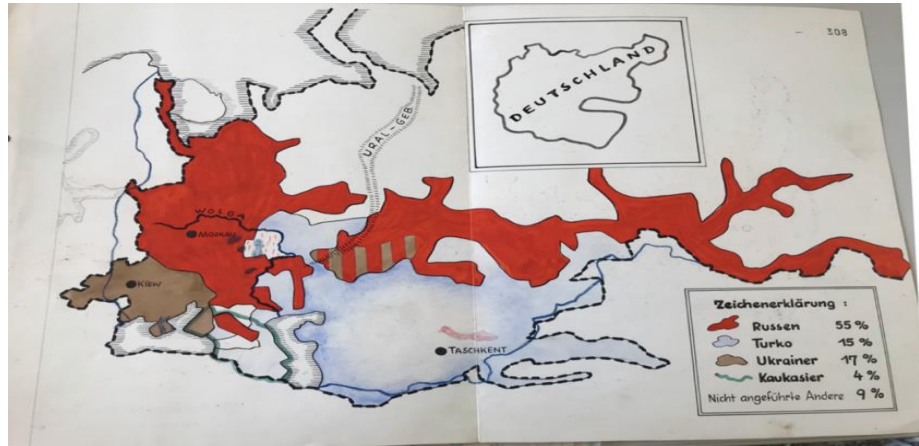 308
DEUTSCHLAND
URAL-GEB
WOLGA
MOSKAU
KIEW
TASCHKENT
Zeichenerklärung :
Russen 55 %
Turko 15 %
Ukrainer 17 %
Kaukasier 4 %
Nicht angeführte Andere 9 %